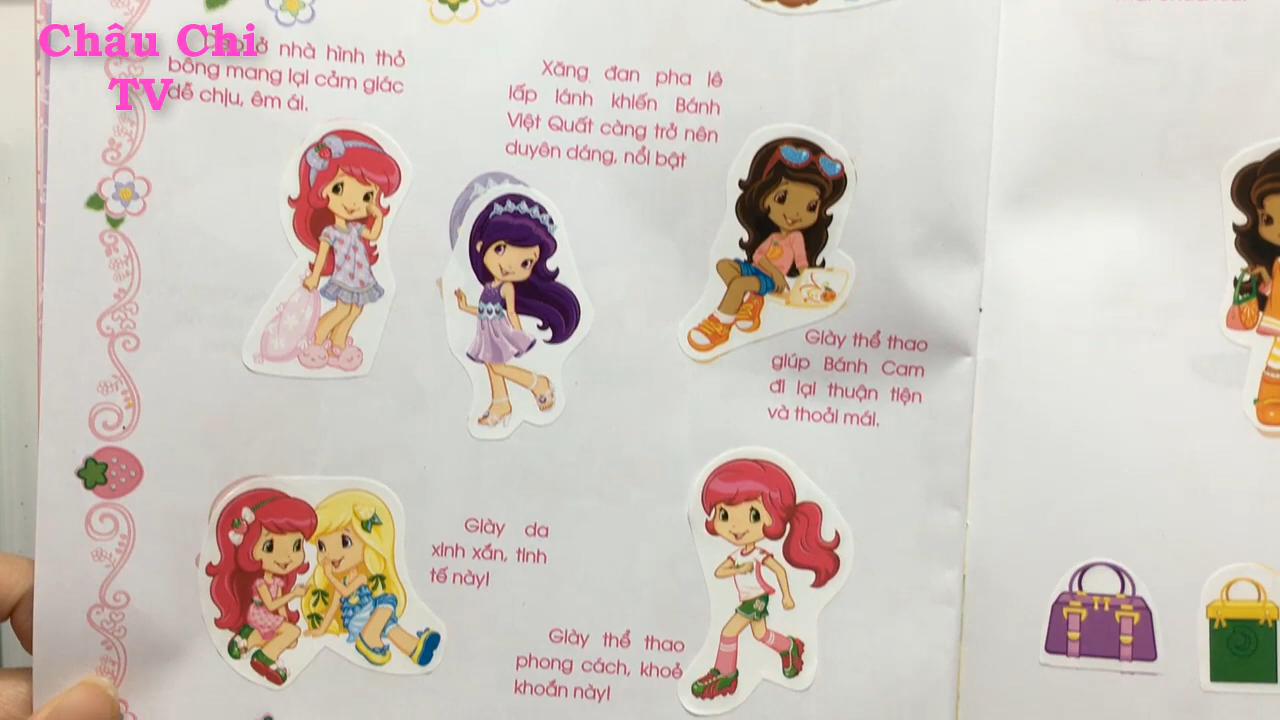 Châu Chi
TV
ở nhà hình thỏ
bông mang lại cảm giác
dễ chịu, êm ái.
Xăng đan pha lê
lấp lánh khiến Bánh
Việt Quất càng trở nên
duyên dáng, nổi bật
Giày thể thao
giúp Bánh Cam
đi lại thuận tiện
và thoải mái.
Giày da
xinh xắn, tinh
tế này!
Giày thể thao
phong cách, khoẻ
khoắn này!